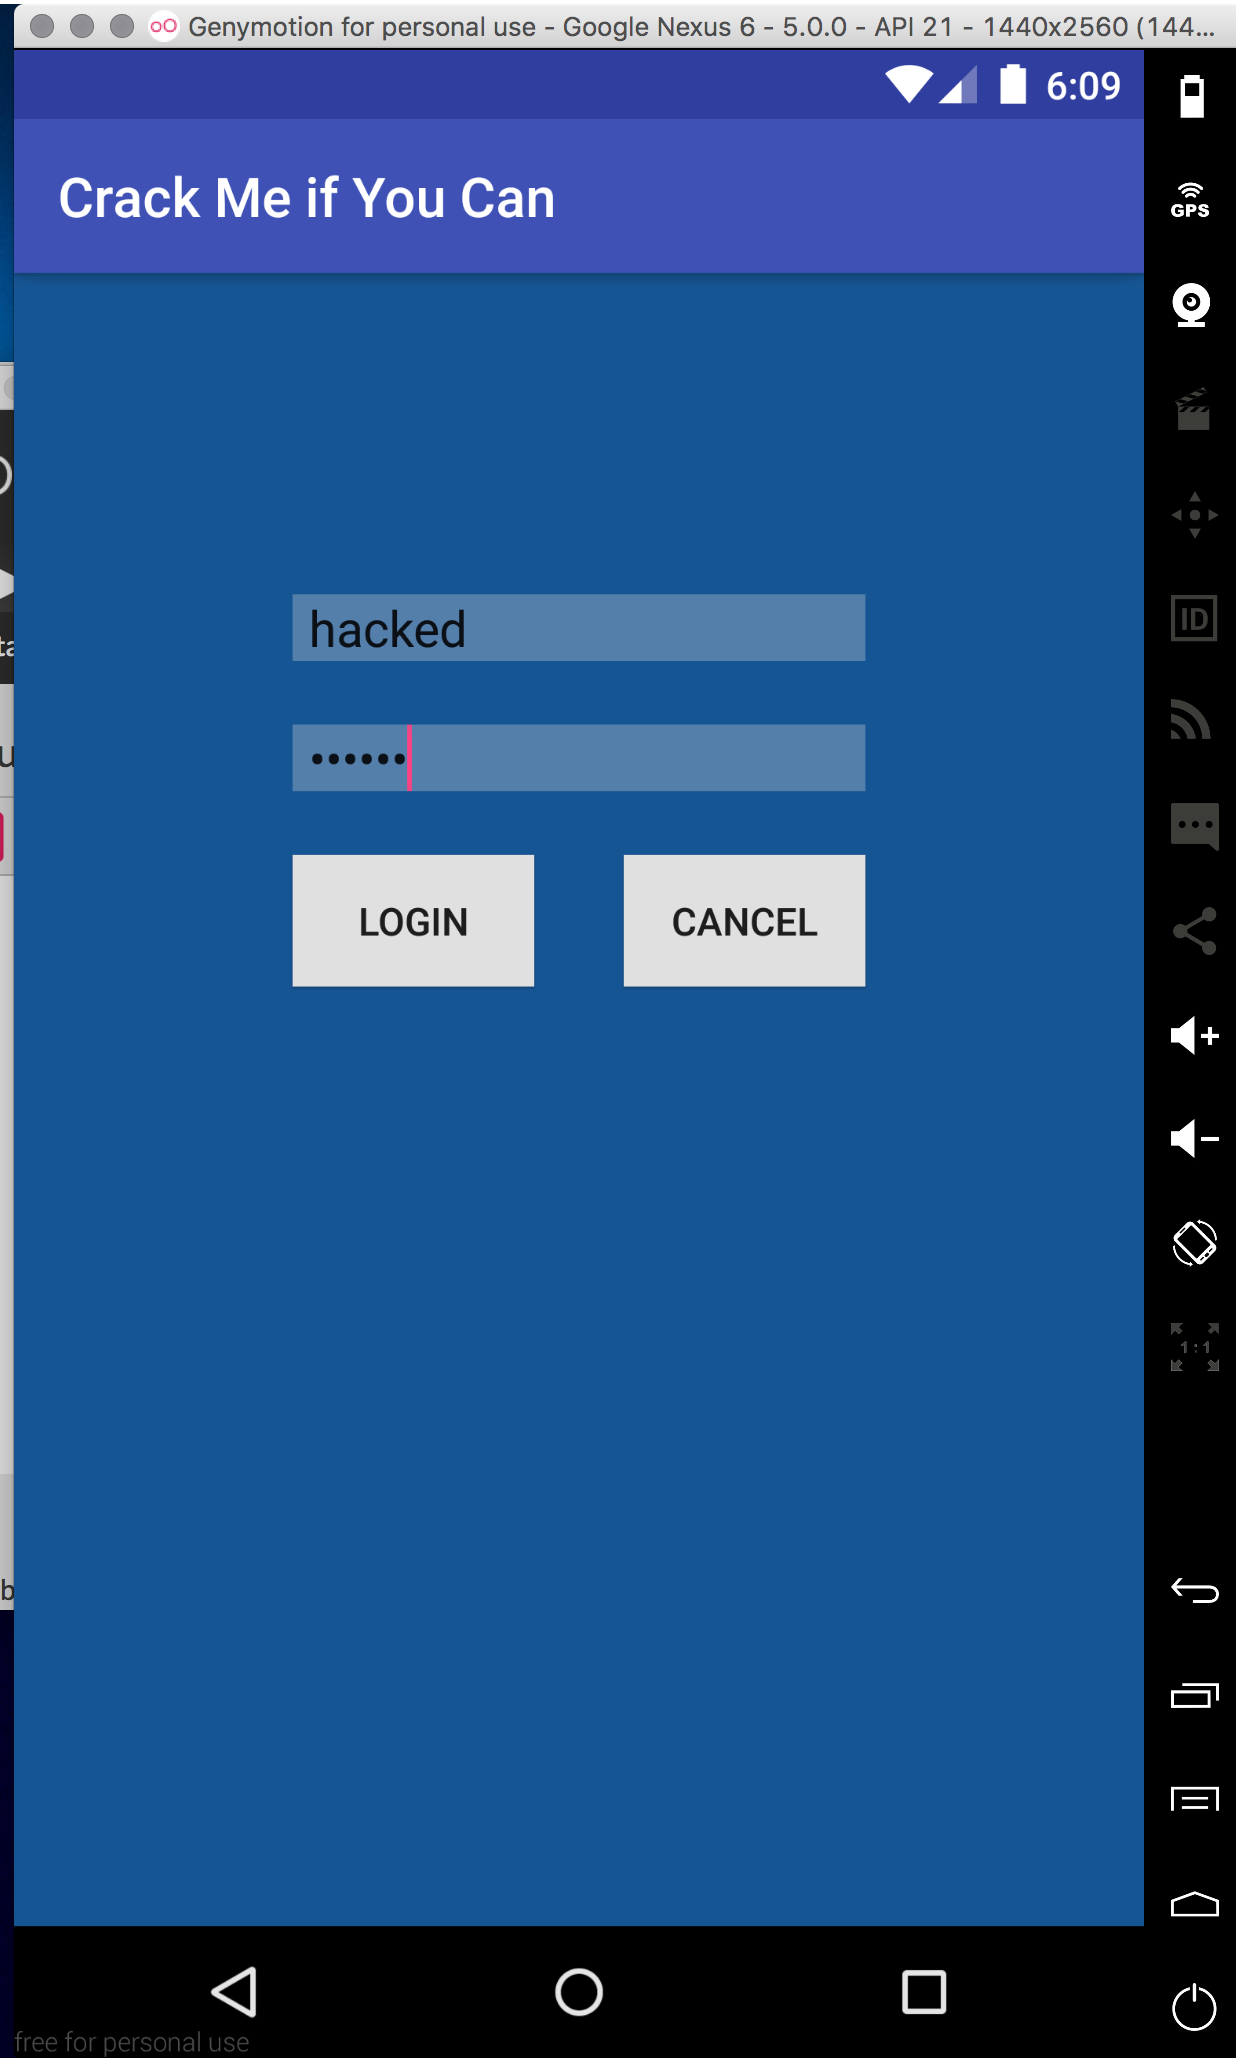 Genymotion for personal use - Google Nexus 6 - 5.0.0 - API 21 - 1440x2560 (144...
6:09
Crack Me if You Can
GPS
ID
hacked
••••••
LOGIN
CANCEL
1:1
free for personal use